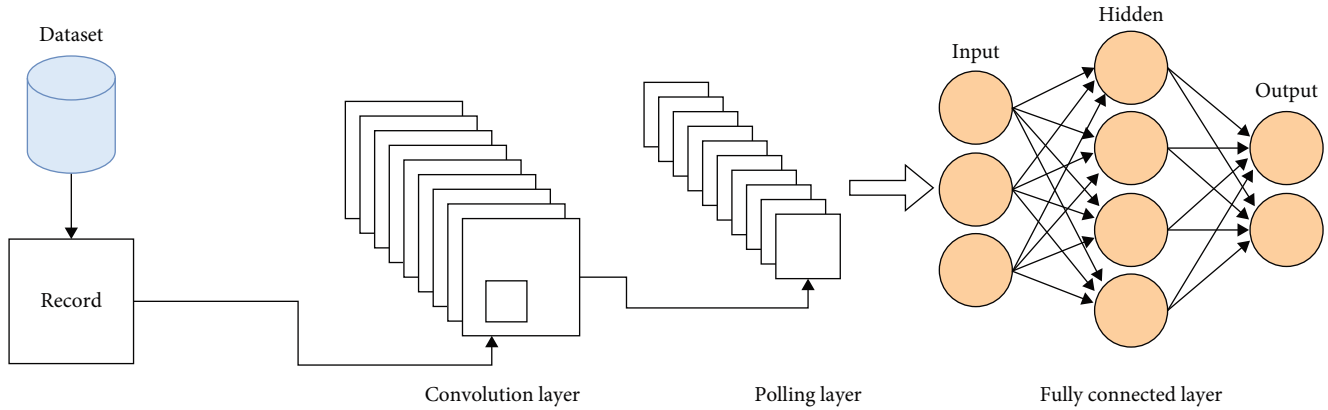 Dataset
Record
Convolution layer
Polling layer
Input
Hidden
Output
Fully connected layer